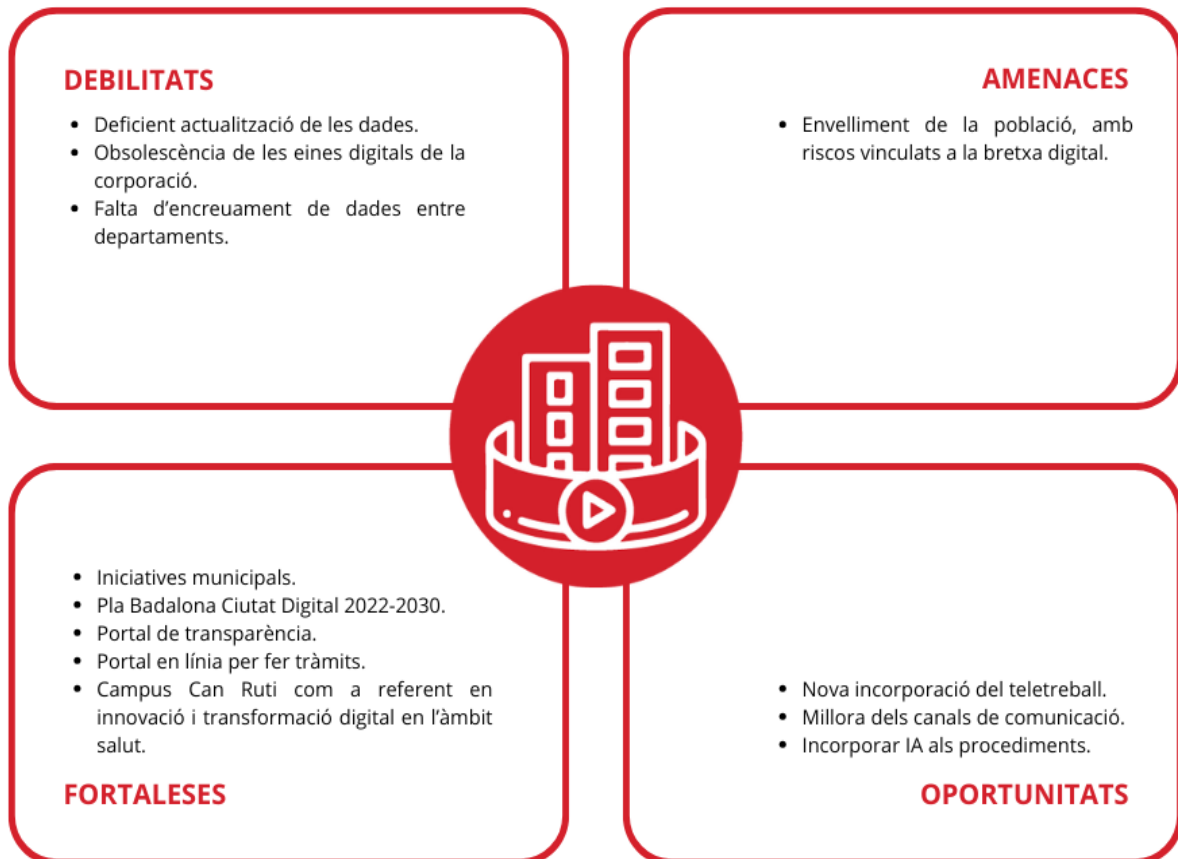 DEBILITATS
• Deficient actualització de les dades.
• Obsolescència de les eines digitals de la
corporació.
• Falta d’encreuament de dades entre
departaments.
AMENACES
• Envelliment de la població, amb
riscos vinculats a la bretxa digital.
• Iniciatives municipals.
• Pla Badalona Ciutat Digital 2022-2030.
• Portal de transparència.
• Portal en línia per fer tràmits.
• Campus Can Ruti com a referent en
innovació i transformació digital en l’àmbit
salut.
FORTALESES
• Nova incorporació del teletreball.
• Millora dels canals de comunicació.
• Incorporar IA als procediments.
OPORTUNITATS